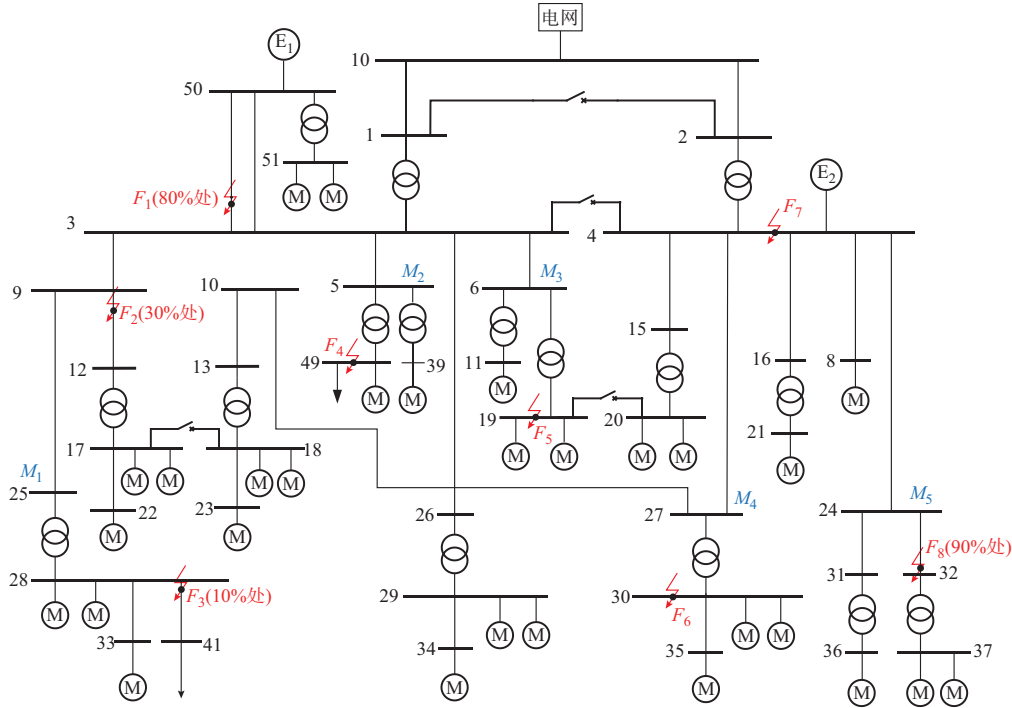 电网
E1
10
50
1
2
51
M M
E2
F1(80%处)
F7
3
4
9
10
5
M2
6
M3
F2(30%处)
15
12
13
49
F4
39
11
16
8
M
M M
M
19
F5
20
17
18
21
M M
M M
M M
M M
M
M1
25
22
23
26
27
M4
24
M5
M
M
F8(90%处)
28
F3(10%处)
31
32
29
30
F6
M M
33
41
34
M M
35
M M
36
37
M
M
M
M M M